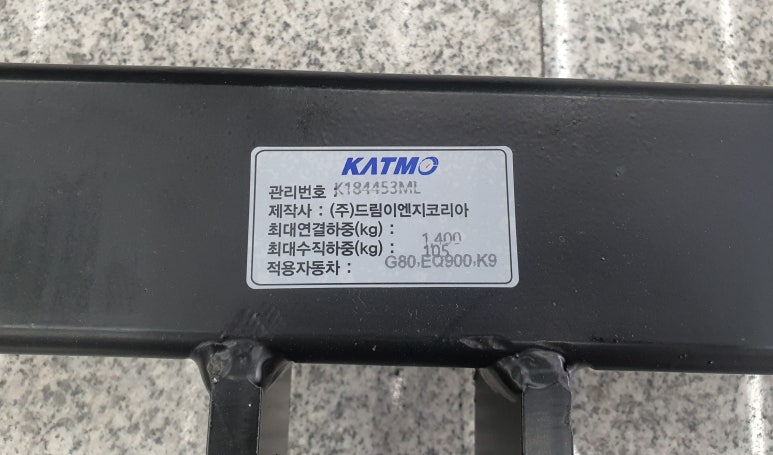 KATMO
관리번호 : K184453ML
제작사 : (주)드림이엔지코리아
최대연결하중(kg) : 1,400
최대수직하중(kg) : 105
적용자동차 : G80,EQ900,K9